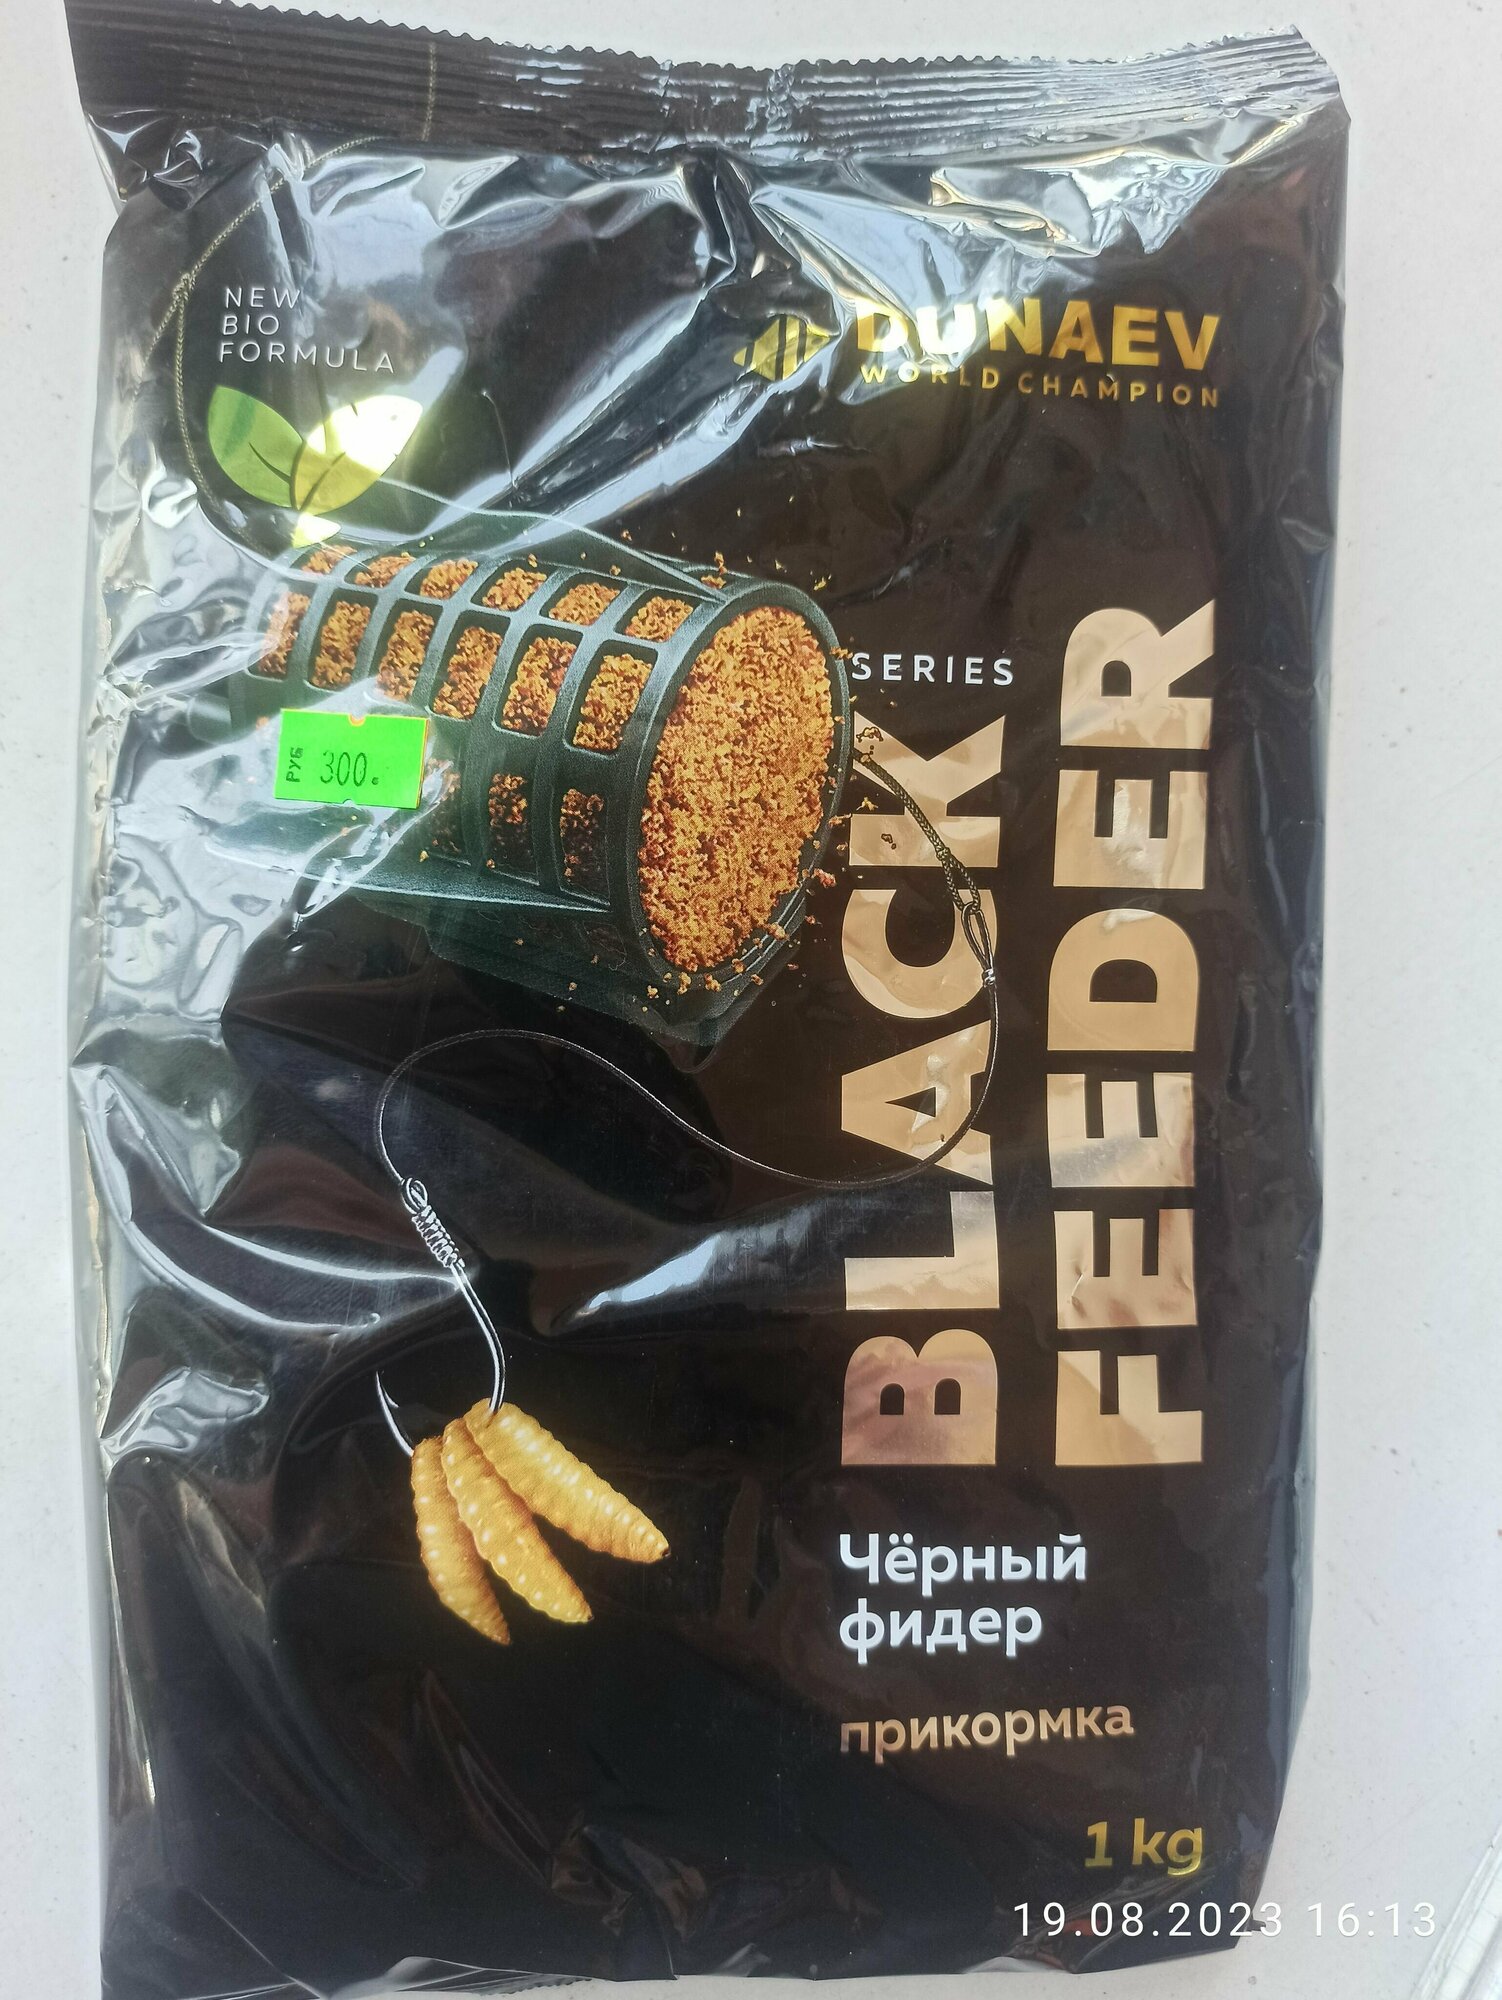 NEW
BIO
FORMULA
DUNAEV
WORLD CHAMPION
SERIES
BLACK
FEEDER
РУБ 300.
Чёрный
фидер
прикормка
1 kg
19.08.2023 16:13